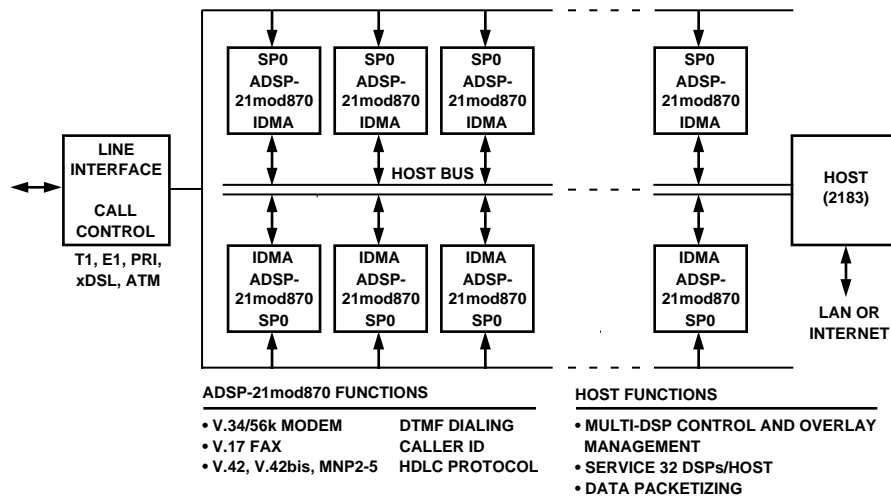 SP0
ADSP-
21mod870
IDMA
SP0
ADSP-
21mod870
IDMA
SP0
ADSP-
21mod870
IDMA
SP0
ADSP-
21mod870
IDMA
LINE
INTERFACE
CALL
CONTROL
T1, E1, PRI,
xDSL, ATM
HOST BUS
HOST
(2183)
IDMA
ADSP-
21mod870
SP0
IDMA
ADSP-
21mod870
SP0
IDMA
ADSP-
21mod870
SP0
IDMA
ADSP-
21mod870
SP0
LAN OR
INTERNET
ADSP-21mod870 FUNCTIONS
• V.34/56k MODEM DTMF DIALING
• V.17 FAX CALLER ID
• V.42, V.42bis, MNP2-5 HDLC PROTOCOL
HOST FUNCTIONS
• MULTI-DSP CONTROL AND OVERLAY
MANAGEMENT
• SERVICE 32 DSPs/HOST
• DATA PACKETIZING